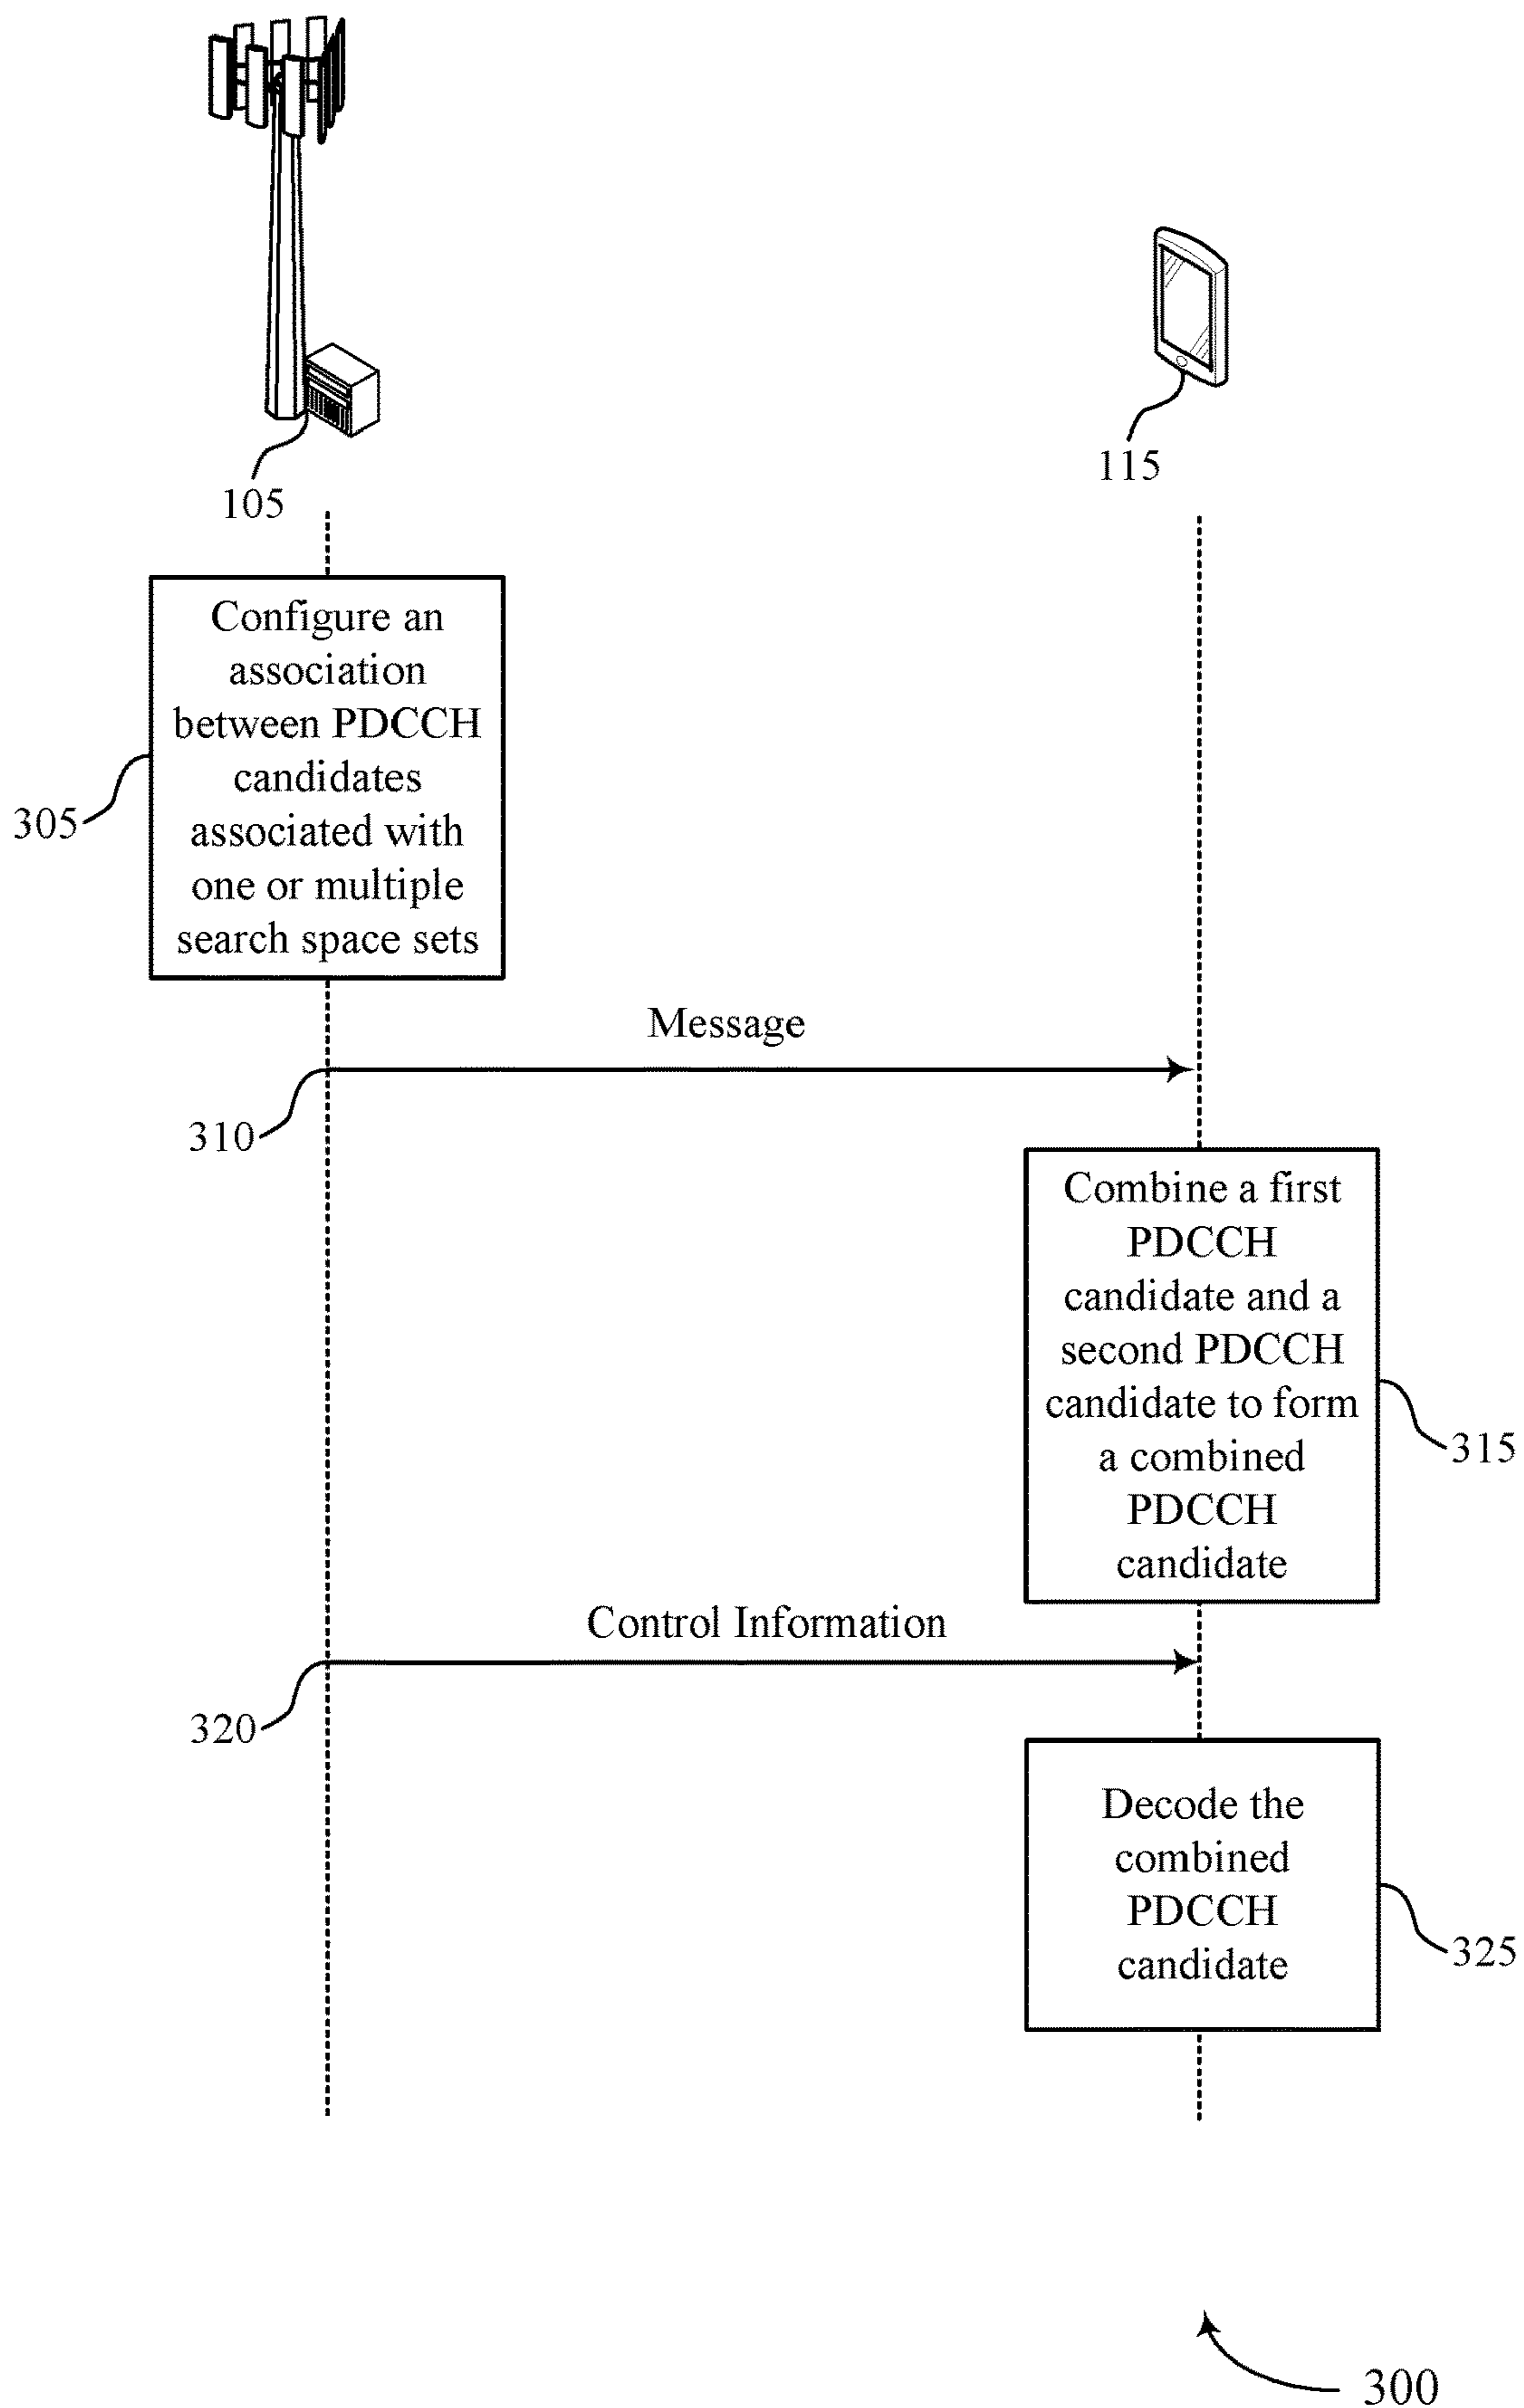 105
115
Configure an
association
between PDCCH
candidates
associated with
one or multiple
search space sets
305
Message
310
Combine a first
PDCCH
candidate and a
second PDCCH
candidate to form
a combined
PDCCH
candidate
315
Control Information
320
Decode the
combined
PDCCH
candidate
325
300